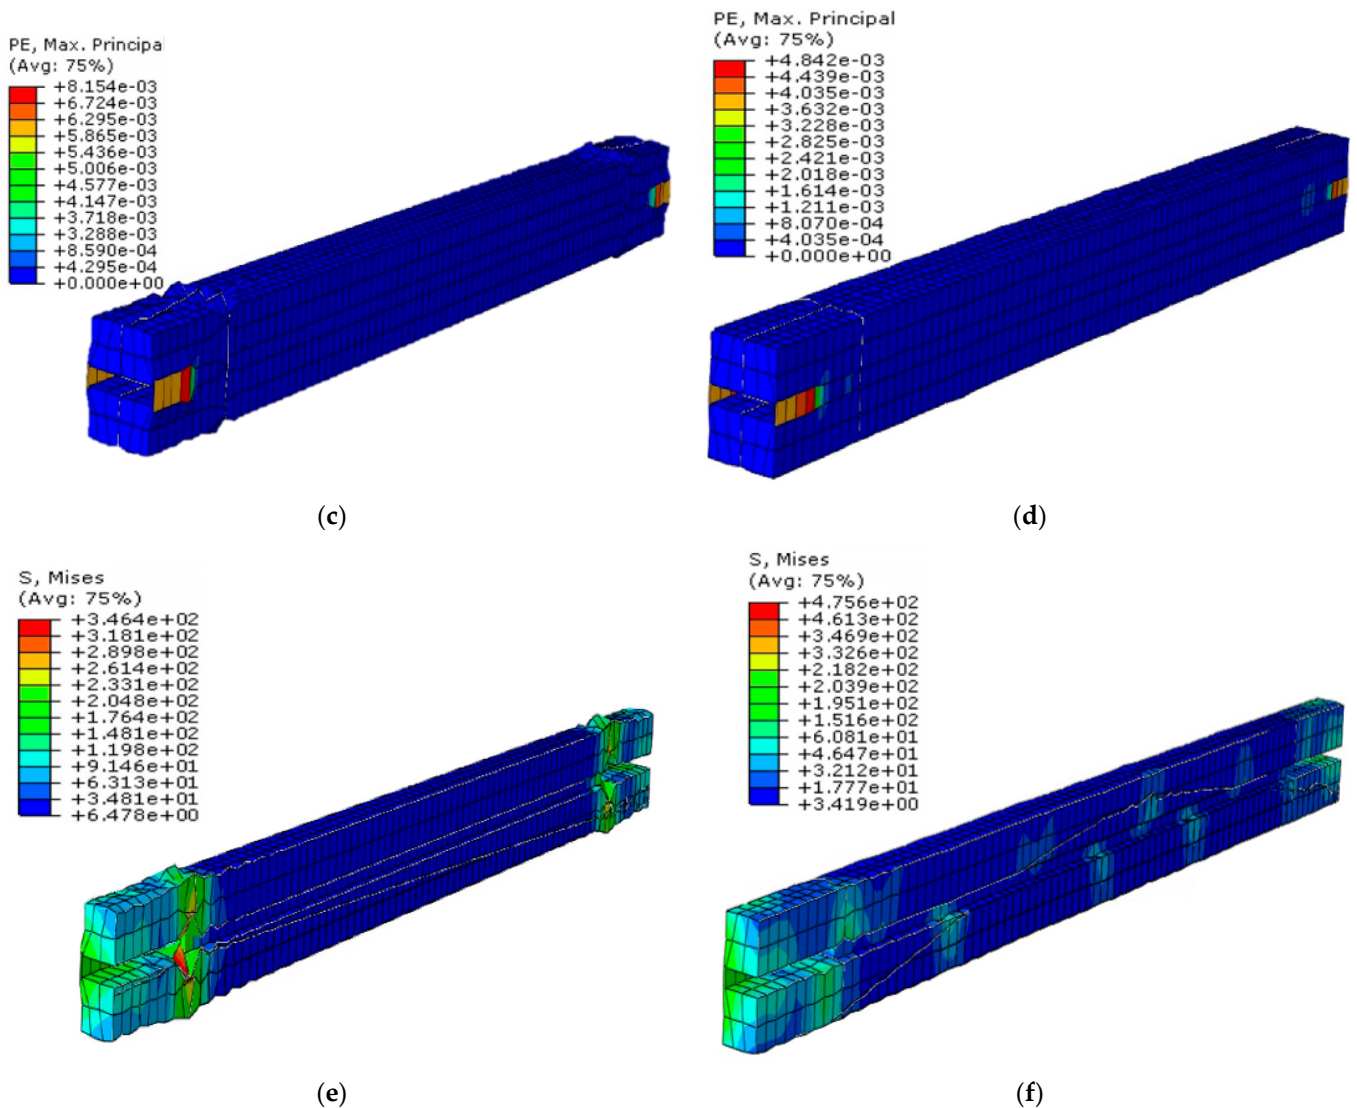 PE, Max. Principal
(Avg: 75%)
+8.154e-03
+6.724e-03
+6.295e-03
+5.865e-03
+5.436e-03
+5.006e-03
+4.577e-03
+4.147e-03
+3.718e-03
+3.288e-03
+8.590e-04
+4.295e-04
+0.000e+00
(c)
PE, Max. Principal
(Avg: 75%)
+4.842e-03
+4.439e-03
+4.035e-03
+3.632e-03
+3.228e-03
+2.825e-03
+2.421e-03
+2.018e-03
+1.614e-03
+1.211e-03
+8.070e-04
+4.035e-04
+0.000e+00
(d)
S, Mises
(Avg: 75%)
+3.464e+02
+3.181e+02
+2.898e+02
+2.614e+02
+2.331e+02
+2.048e+02
+1.764e+02
+1.481e+02
+1.198e+02
+9.146e+01
+6.313e+01
+3.481e+01
+6.478e+00
(e)
S, Mises
(Avg: 75%)
+4.756e+02
+4.613e+02
+3.469e+02
+3.326e+02
+2.182e+02
+2.039e+02
+1.951e+02
+1.516e+02
+6.081e+01
+4.647e+01
+3.212e+01
+1.777e+01
+3.419e+00
(f)